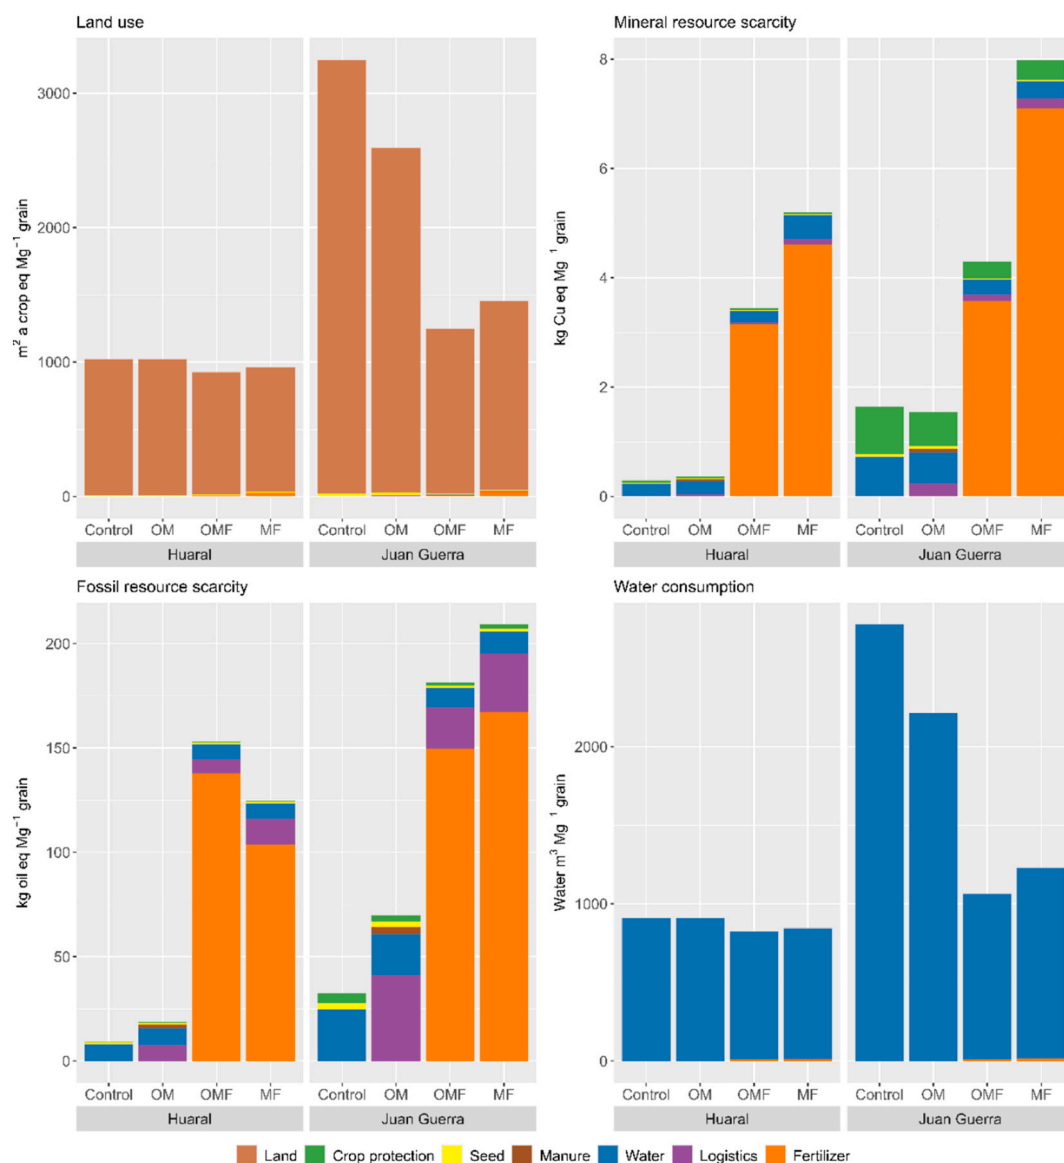 Land use
m² a crop eq Mg⁻¹ grain
3000
2000
1000
0
Control OM OMF MF Control OM OMF MF
Huaral Juan Guerra
Mineral resource scarcity
kg Cu eq Mg⁻¹ grain
8
6
4
2
0
Control OM OMF MF Control OM OMF MF
Huaral Juan Guerra
Fossil resource scarcity
kg oil eq Mg⁻¹ grain
200
150
100
50
0
Control OM OMF MF Control OM OMF MF
Huaral Juan Guerra
Water consumption
Water m³ Mg⁻¹ grain
2000
1000
0
Control OM OMF MF Control OM OMF MF
Huaral Juan Guerra
Land Crop protection Seed Manure Water Logistics Fertilizer